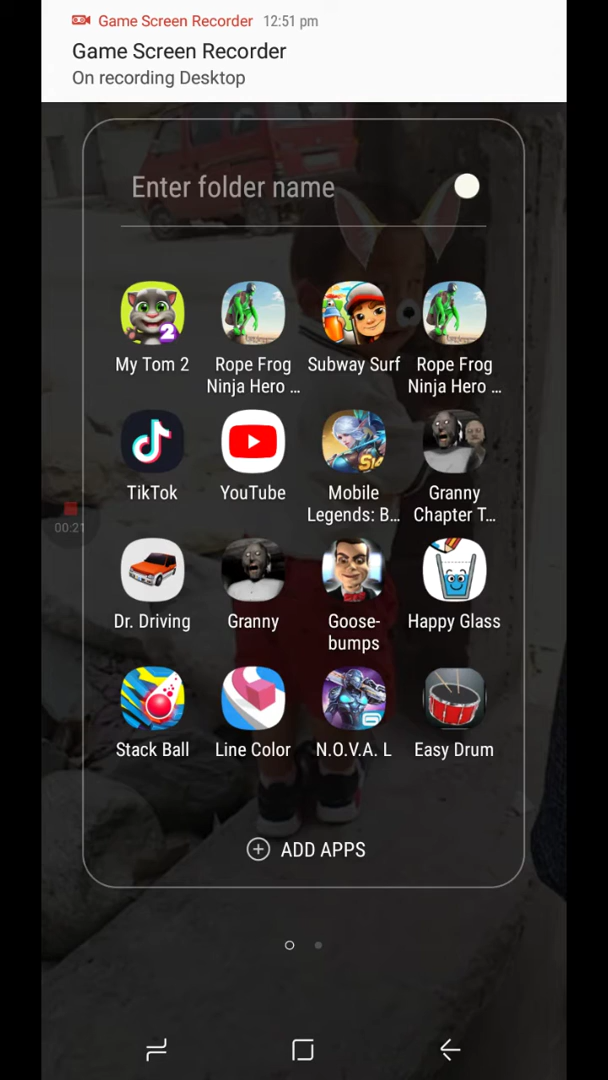 Game Screen Recorder 12:51 pm
Game Screen Recorder
On recording Desktop
Enter folder name
My Tom 2
Rope Frog
Ninja Hero ...
Subway Surf
Rope Frog
Ninja Hero ...
TikTok
YouTube
Mobile
Legends: B...
Granny
Chapter T...
00:21
Dr. Driving
Granny
Goose-
bumps
Happy Glass
Stack Ball
Line Color
N.O.V.A. L
Easy Drum
ADD APPS